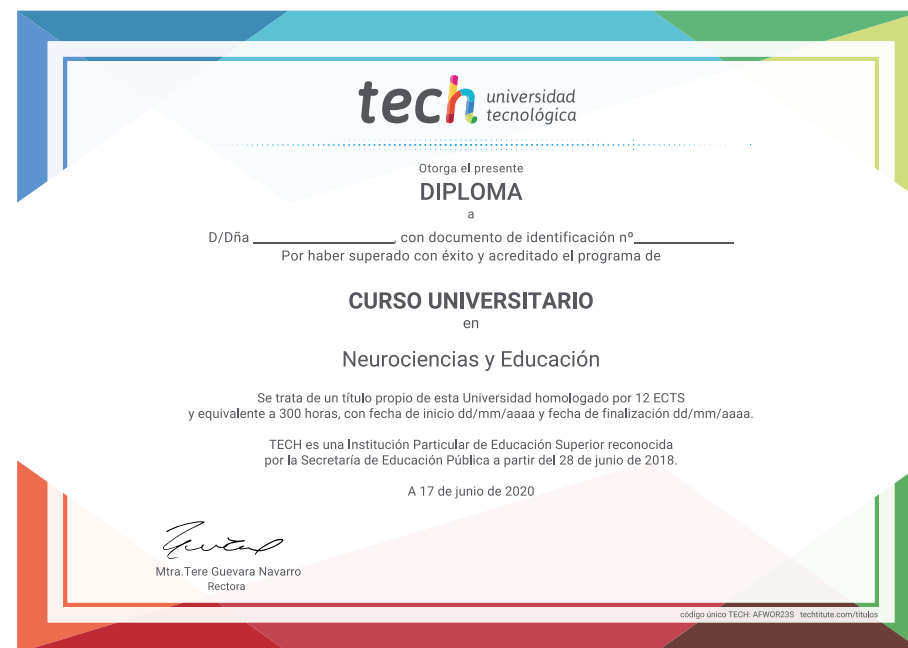 tech universidad
tecnológica
Otorga el presente
DIPLOMA
a
D/Dña ____________, con documento de identificación nº____________
Por haber superado con éxito y acreditado el programa de
CURSO UNIVERSITARIO
en
Neurociencias y Educación
Se trata de un título propio de esta Universidad homologado por 12 ECTS
y equivalente a 300 horas, con fecha de inicio dd/mm/aaaa y fecha de finalización dd/mm/aaaa.
TECH es una Institución Particular de Educación Superior reconocida
por la Secretaría de Educación Pública a partir del 28 de junio de 2018.
A 17 de junio de 2020
Mtra.Tere Guevara Navarro
Rectora
código único TECH: AFWOR23S techtitute.com/titulos